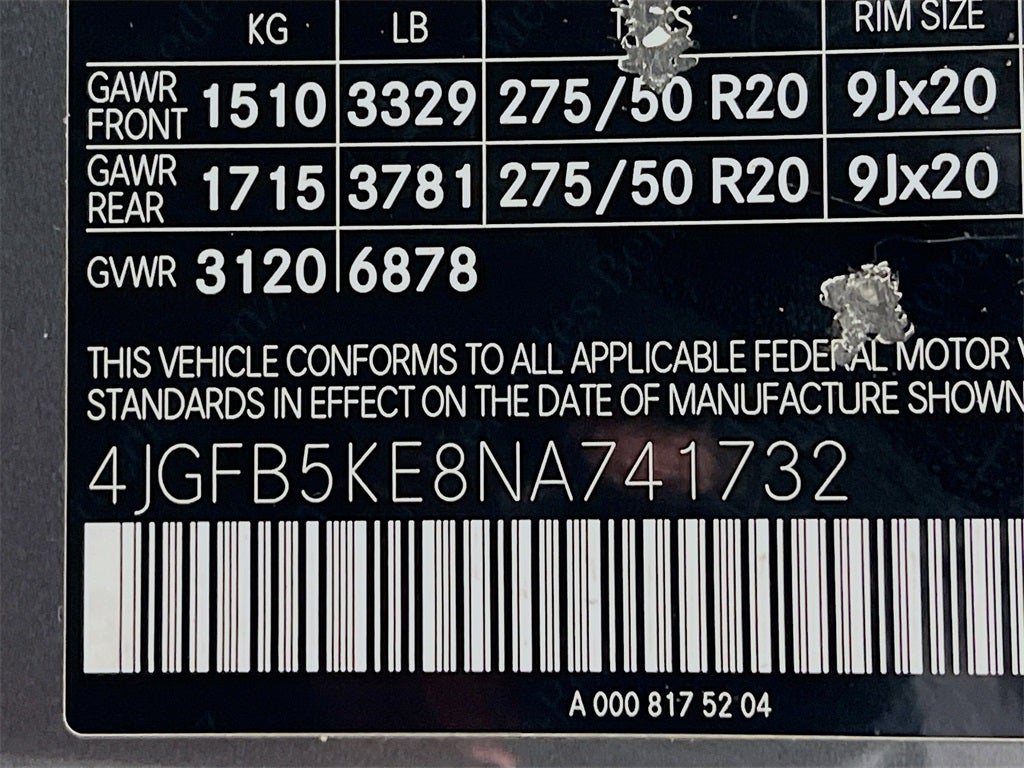 KG LB RIM SIZE
GAWR FRONT 1510 3329 275/50 R20 9Jx20
GAWR REAR 1715 3781 275/50 R20 9Jx20
GVWR 3120 6878
THIS VEHICLE CONFORMS TO ALL APPLICABLE FEDERAL MOTOR
STANDARDS IN EFFECT ON THE DATE OF MANUFACTURE SHOWN
4JGFB5KE8NA741732
A 000 817 52 04